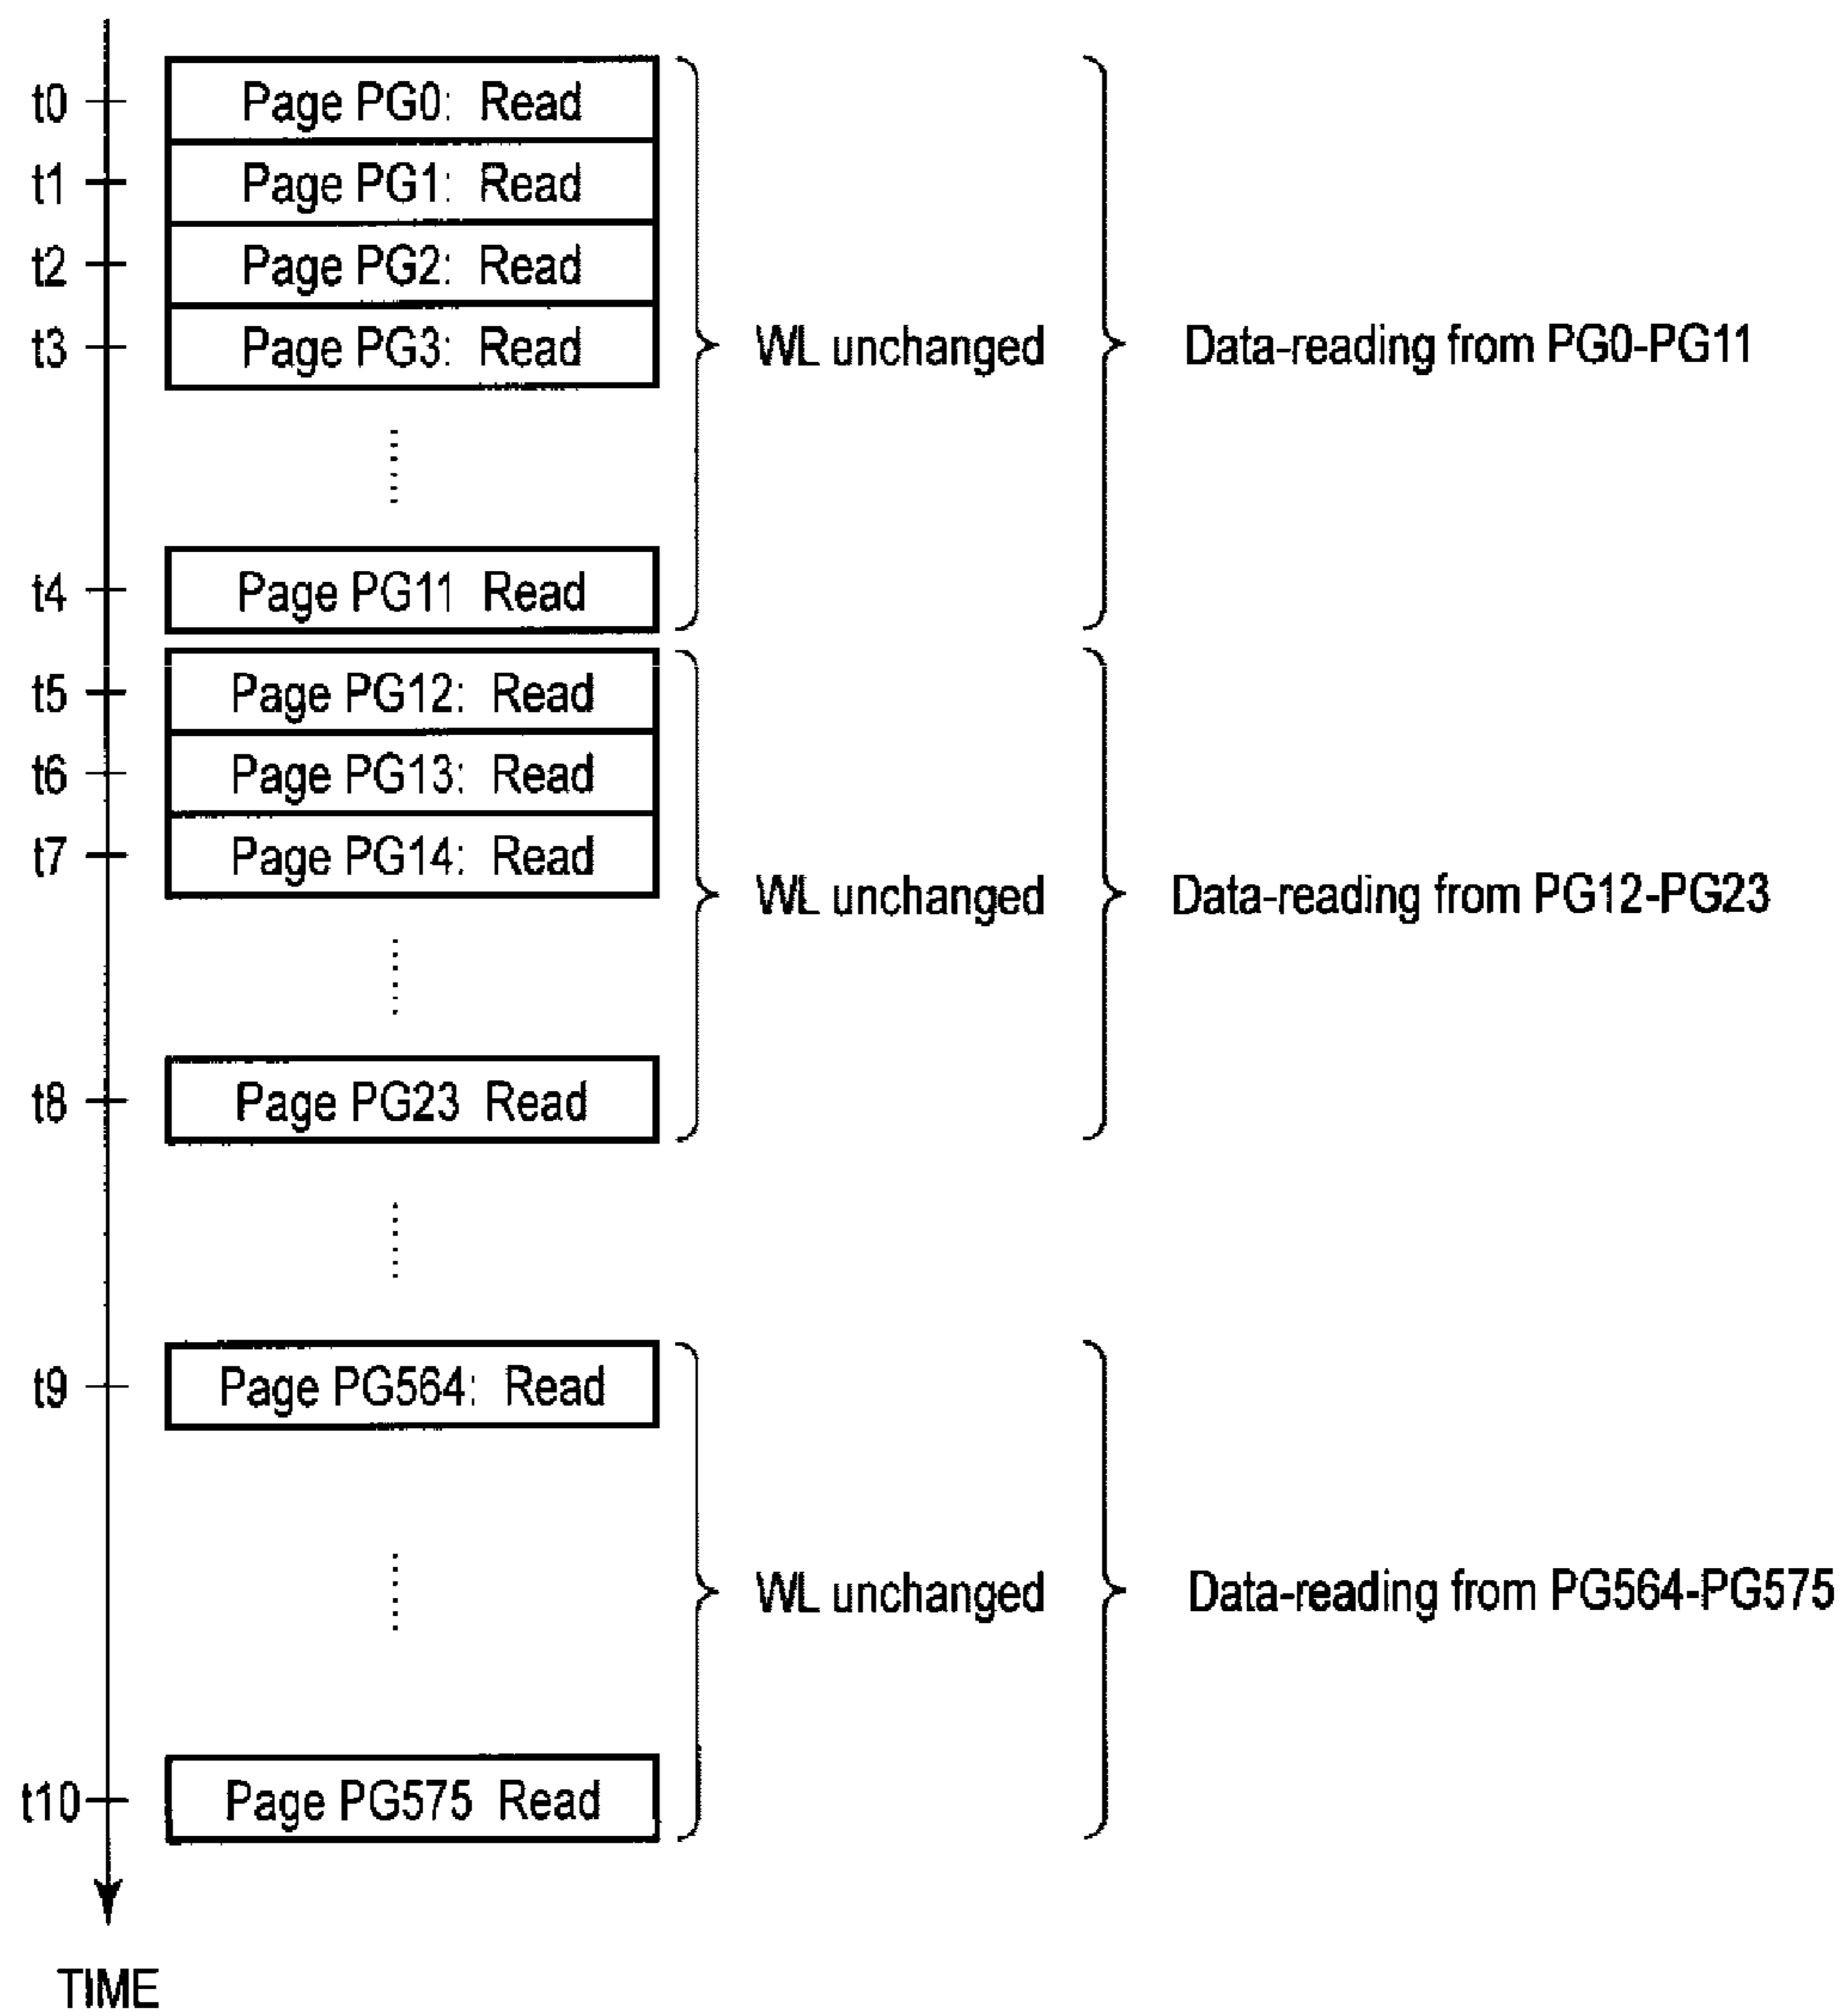 t0 Page PG0: Read
t1 Page PG1: Read
t2 Page PG2: Read
t3 Page PG3: Read WL unchanged Data-reading from PG0-PG11
t4 Page PG11 Read
t5 Page PG12: Read
t6 Page PG13: Read
t7 Page PG14: Read
WL unchanged Data-reading from PG12-PG23
t8 Page PG23 Read
t9 Page PG564: Read
WL unchanged Data-reading from PG564-PG575
t10 Page PG575 Read
TIME